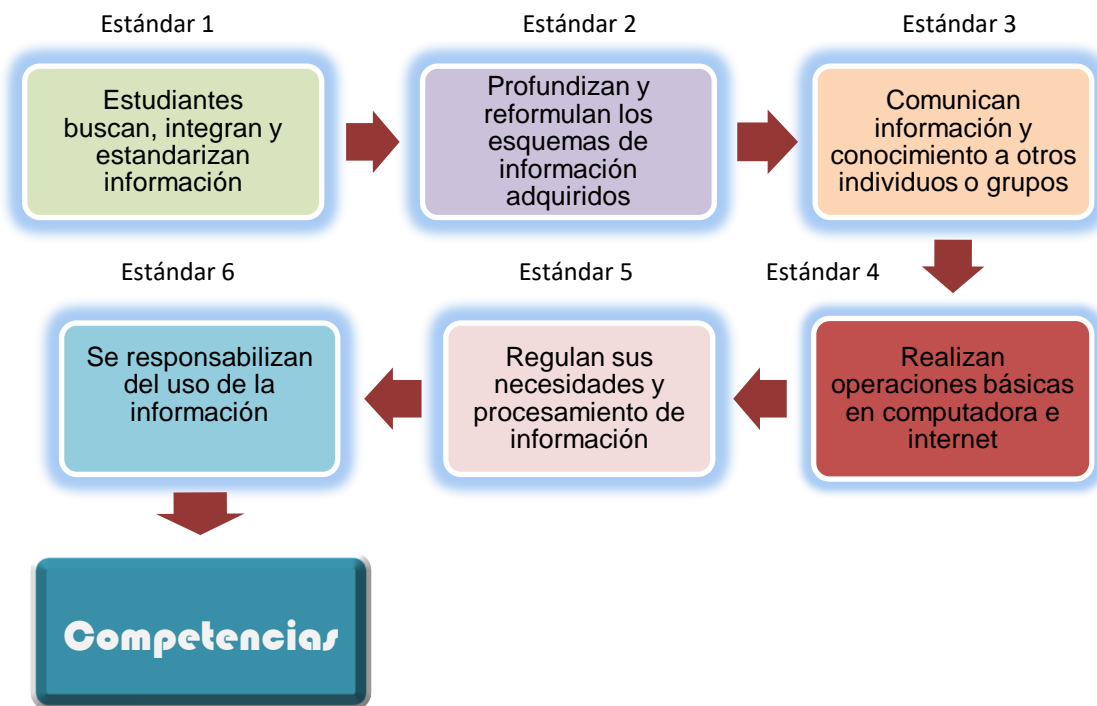 Estándar 1
Estudiantes
buscan, integran y
estandarizan
información
Estándar 2
Profundizan y
reformulan los
esquemas de
información
adquiridos
Estándar 3
Comunican
información y
conocimiento a otros
individuos o grupos
Estándar 4
Realizan
operaciones básicas
en computadora e
internet
Estándar 5
Regulan sus
necesidades y
procesamiento de
información
Estándar 6
Se responsabilizan
del uso de la
información
Competencias